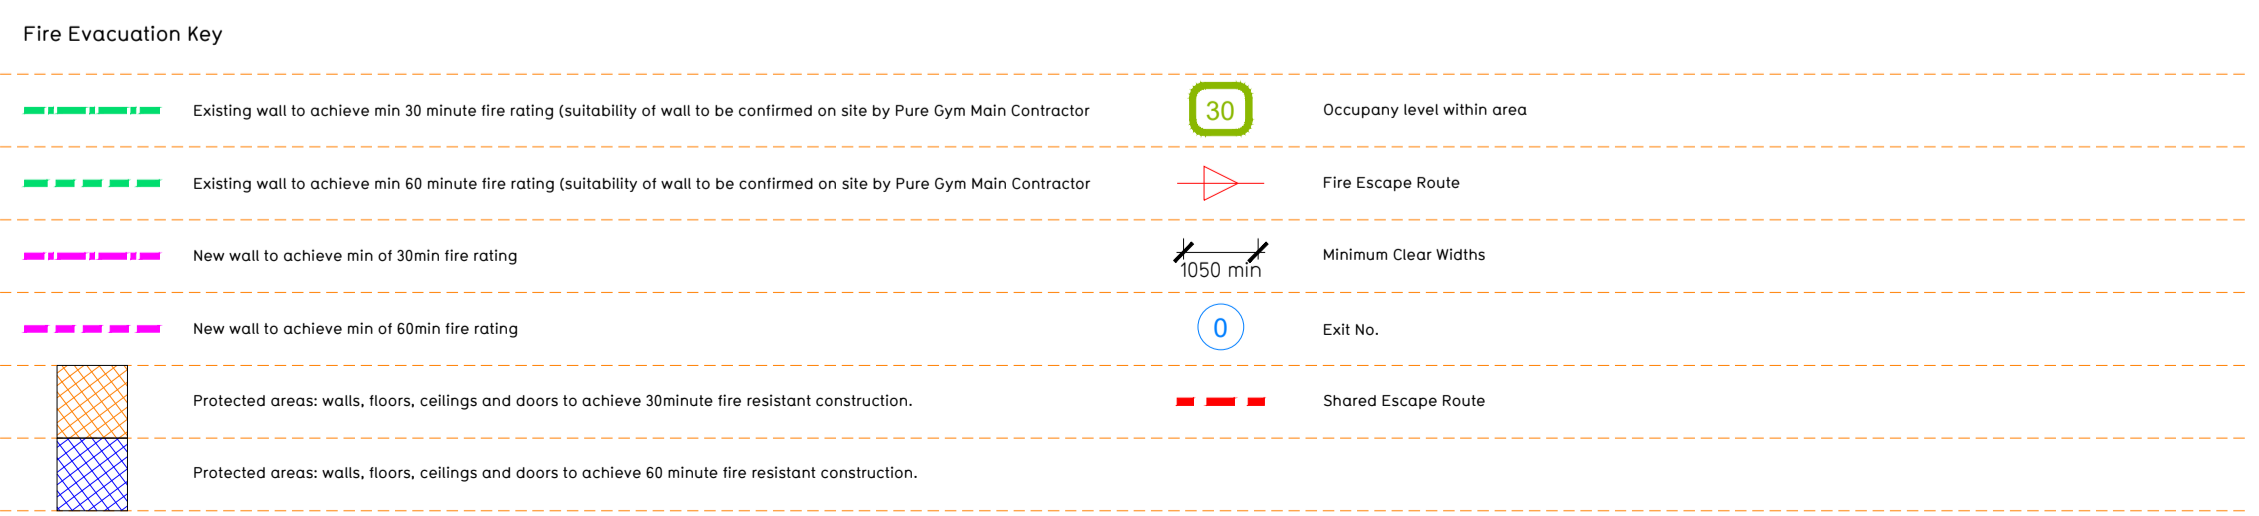 Fire Evacuation Key
Existing wall to achieve min 30 minute fire rating (suitability of wall to be confirmed on site by Pure Gym Main Contractor
30
Occupany level within area
Existing wall to achieve min 60 minute fire rating (suitability of wall to be confirmed on site by Pure Gym Main Contractor
Fire Escape Route
New wall to achieve min of 30min fire rating
1050 min
Minimum Clear Widths
New wall to achieve min of 60min fire rating
0
Exit No.
Protected areas: walls, floors, ceilings and doors to achieve 30minute fire resistant construction.
Shared Escape Route
Protected areas: walls, floors, ceilings and doors to achieve 60 minute fire resistant construction.